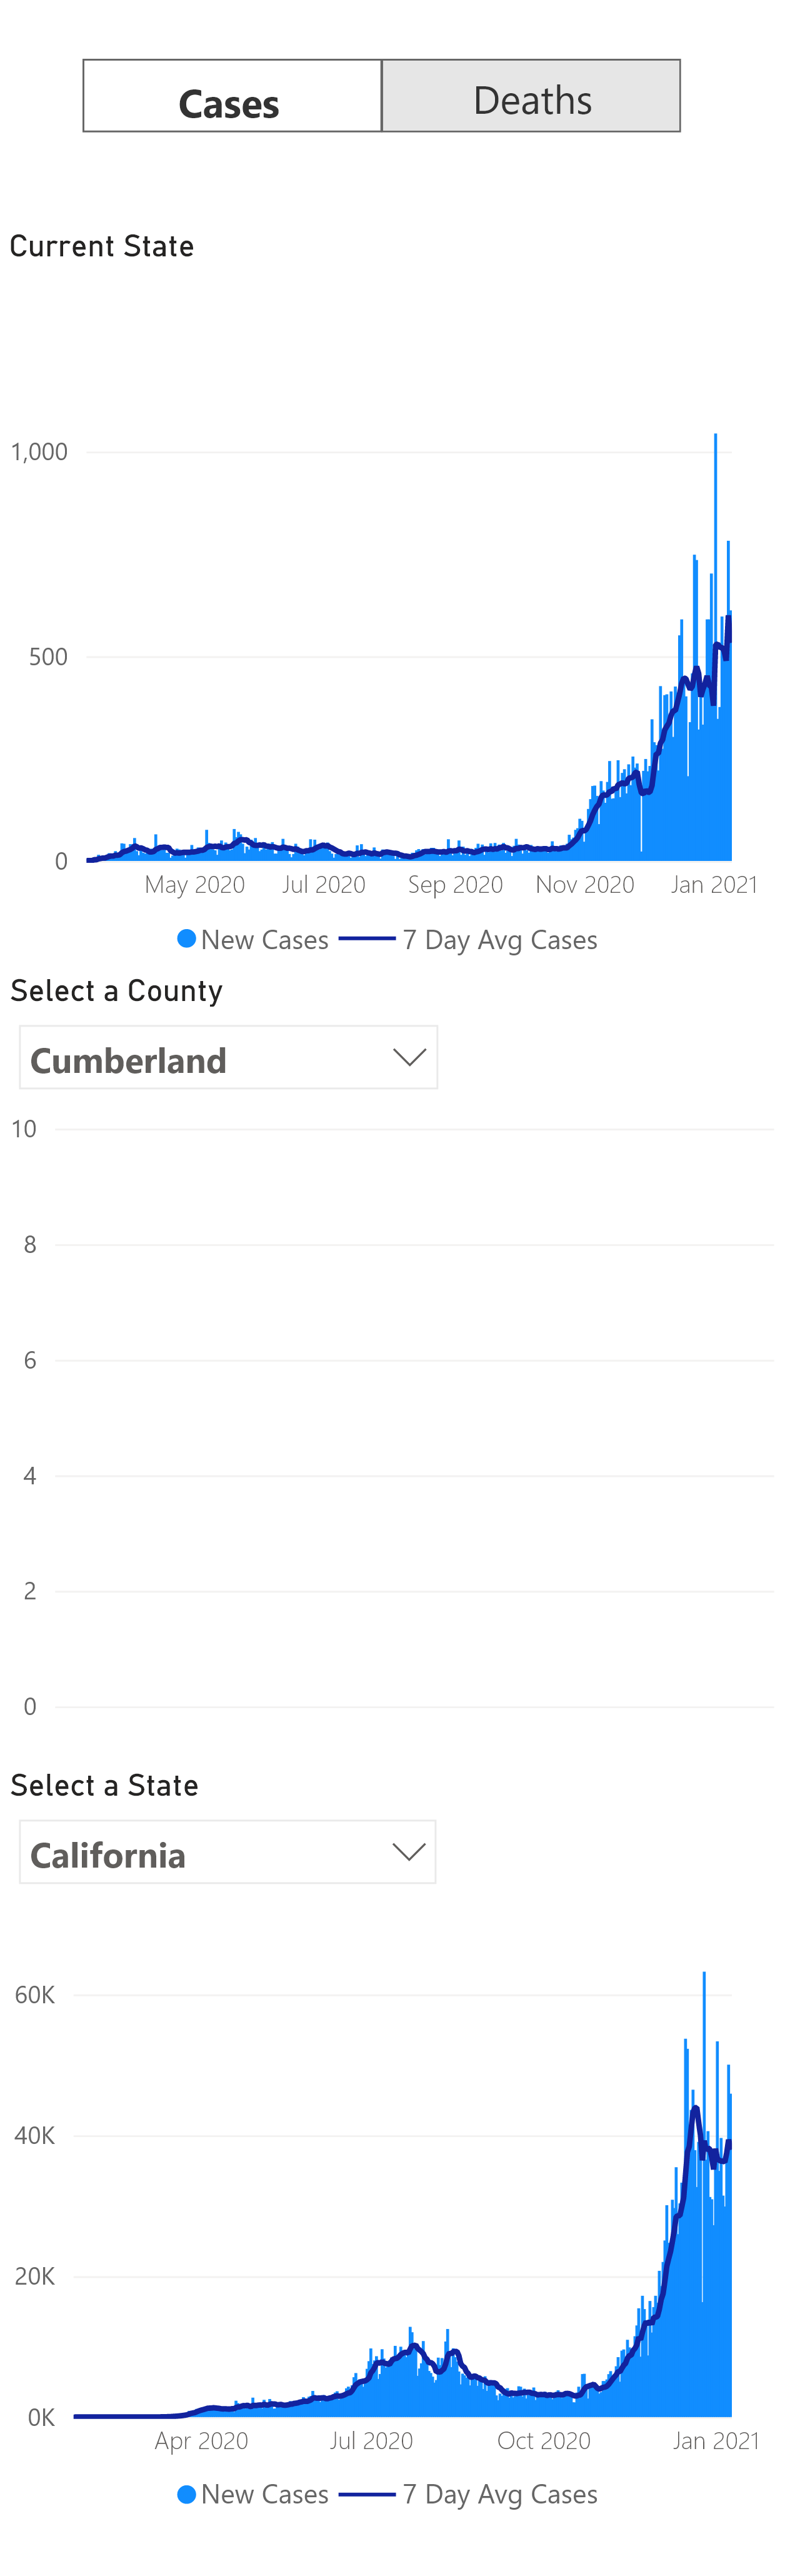 Cases Deaths
Current State
1,000
500
0
May 2020 Jul 2020 Sep 2020 Nov 2020 Jan 2021
New Cases 7 Day Avg Cases
Select a County
Cumberland
10
8
6
4
2
0
Select a State
California
60K
40K
20K
0K
Apr 2020 Jul 2020 Oct 2020 Jan 2021
New Cases 7 Day Avg Cases